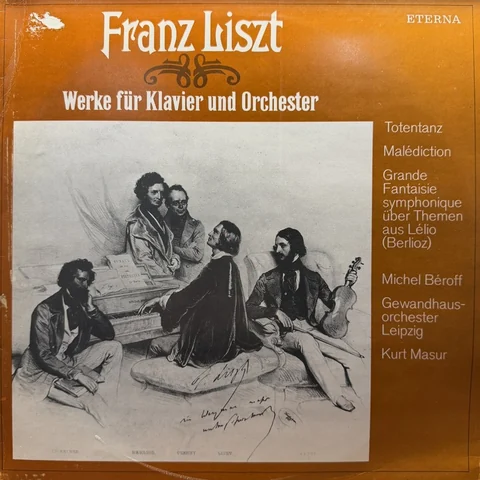 Franz Liszt
ETERNA
Werke für Klavier und Orchester
Totentanz
Malédiction
Grande
Fantaisie
symphonique
über Themen
aus Lélio
(Berlioz)
Michel Béroff
Gewandhaus-
orchester
Leipzig
Kurt Masur